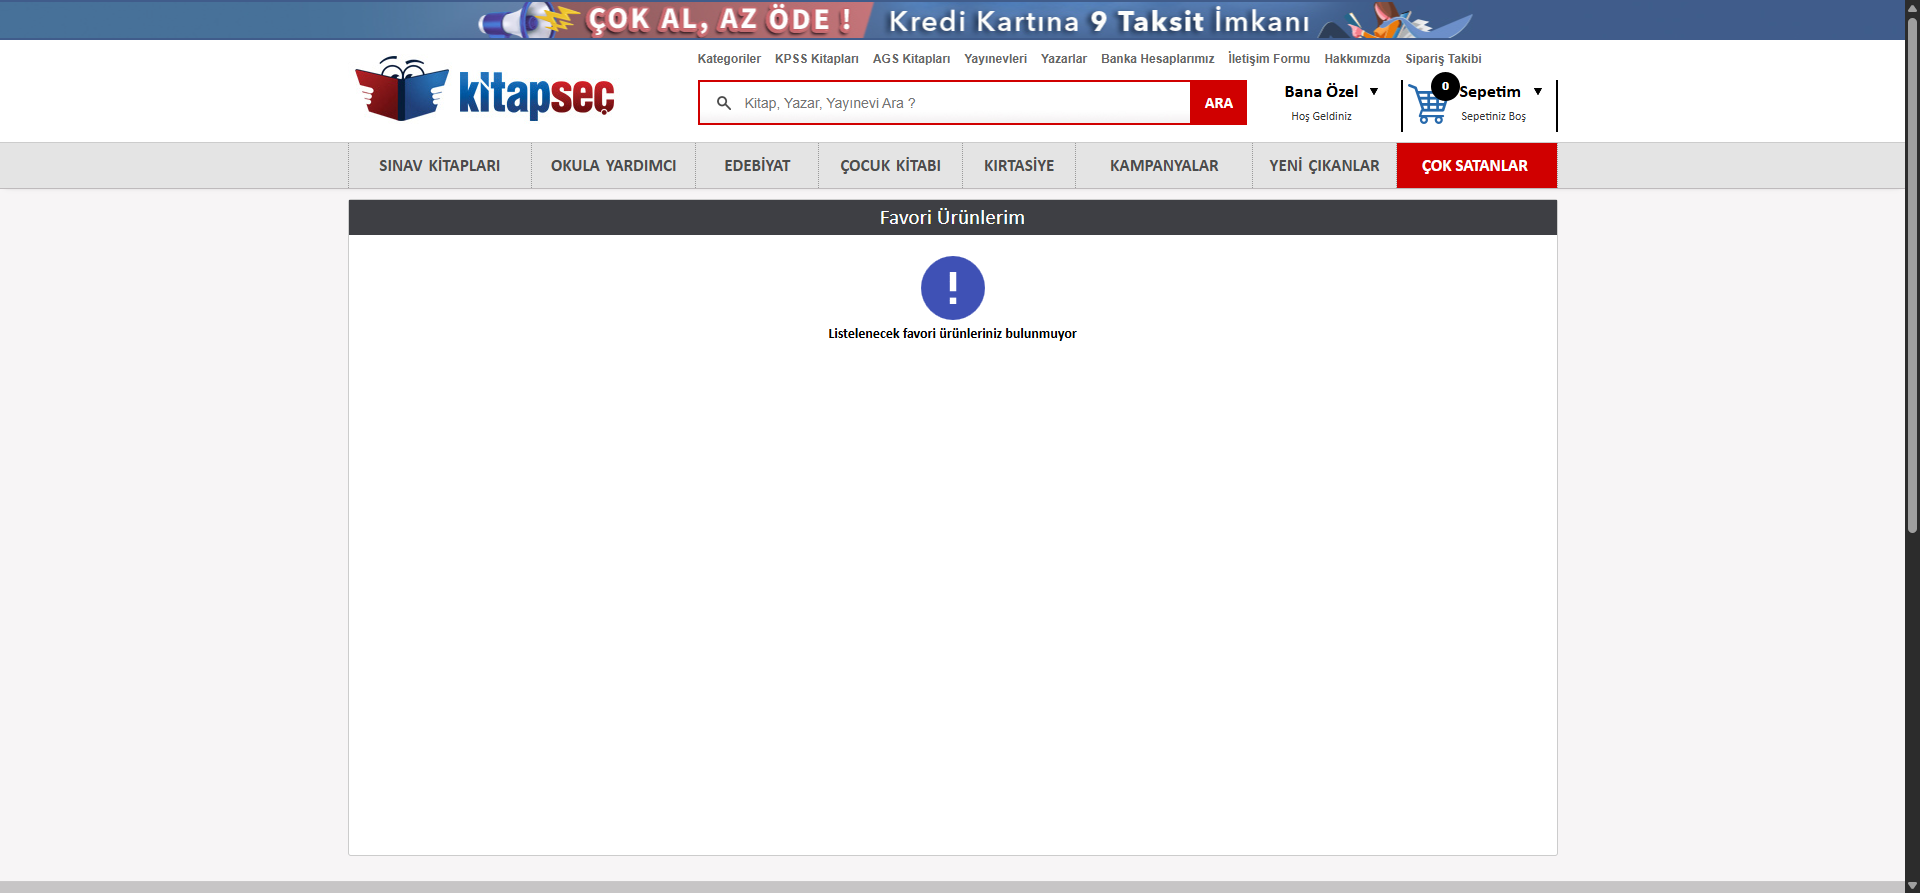 ÇOK AL, AZ ÖDE ! Kredi Kartına 9 Taksit İmkanı
Kategoriler KPSS Kitapları AGS Kitapları Yayınevleri Yazarlar Banka Hesaplarımız İletişim Formu Hakkımızda Sipariş Takibi
kitapseç
Kitap, Yazar, Yayınevi Ara ?
ARA
Bana Özel ▼
Hoş Geldiniz
0
Sepetim ▼
Sepetiniz Boş
SINAV KİTAPLARI OKULA YARDIMCI EDEBİYAT ÇOCUK KİTABI KIRTASİYE KAMPANYALAR YENİ ÇIKANLAR ÇOK SATANLAR
Favori Ürünlerim
!
Listelenecek favori ürünleriniz bulunmuyor